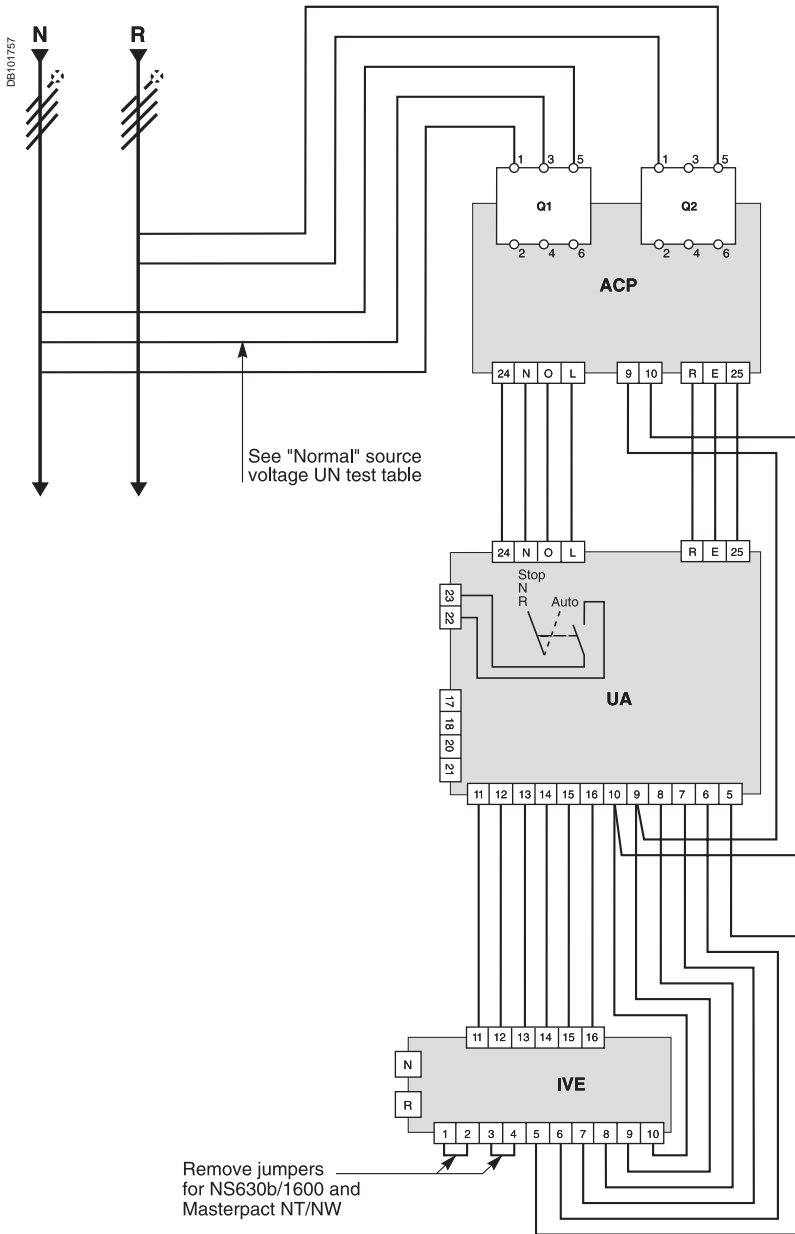 DB101757
N R
1 3 5 1 3 5
Q1 Q2
2 4 6 2 4 6
ACP
24 N O L 9 10 R E 25
See "Normal" source
voltage UN test table
24 N O L R E 25
Stop
N
R Auto
23
22
UA
17
18
20
21
11 12 13 14 15 16 10 9 8 7 6 5
11 12 13 14 15 16
N
IVE
R
1 2 3 4 5 6 7 8 9 10
Remove jumpers
for NS630b/1600 and
Masterpact NT/NW